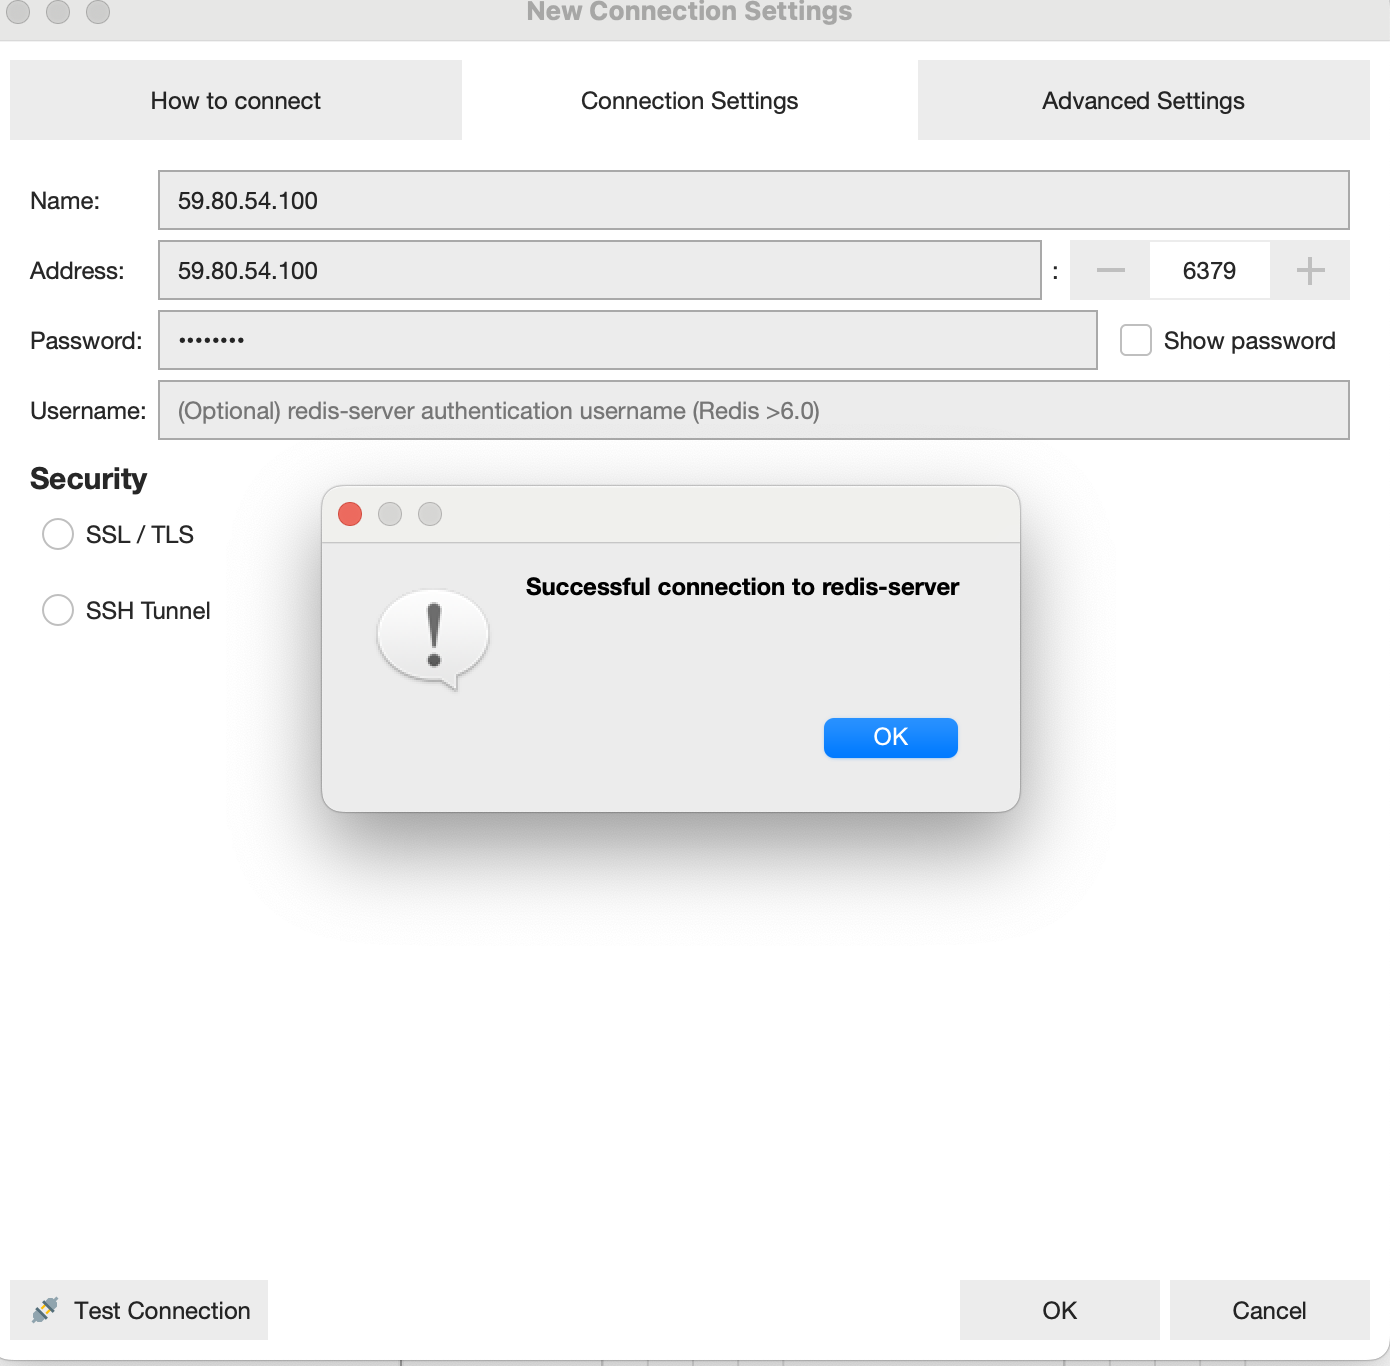 New Connection Settings
How to connect
Connection Settings
Advanced Settings
Name: 59.80.54.100
Address: 59.80.54.100 : 6379
Password: •••••••• Show password
Username: (Optional) redis-server authentication username (Redis >6.0)
Security
SSL / TLS
SSH Tunnel
Successful connection to redis-server
OK
Test Connection
OK
Cancel